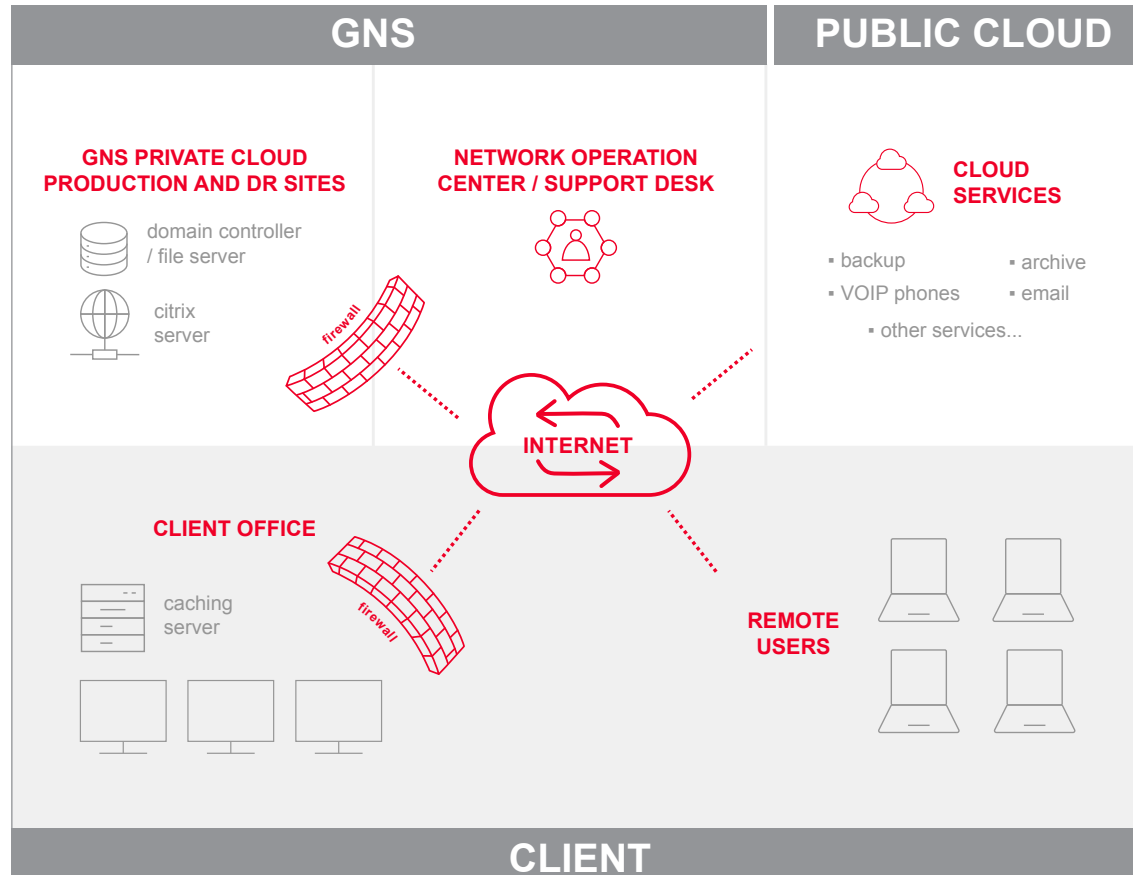 GNS
PUBLIC CLOUD
GNS PRIVATE CLOUD
PRODUCTION AND DR SITES
domain controller
/ file server
citrix
server
firewall
NETWORK OPERATION
CENTER / SUPPORT DESK
CLOUD
SERVICES
▪ backup
▪ archive
▪ VOIP phones
▪ email
▪ other services...
INTERNET
CLIENT OFFICE
caching
server
firewall
REMOTE
USERS
CLIENT